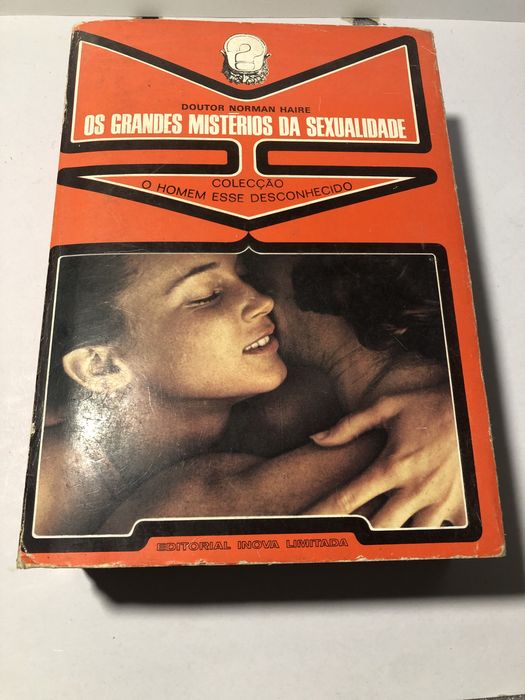 DOUTOR NORMAN HAIRE
OS GRANDES MISTÉRIOS DA SEXUALIDADE
COLECÇÃO
O HOMEM ESSE DESCONHECIDO
EDITORIAL INOVA LIMITADA